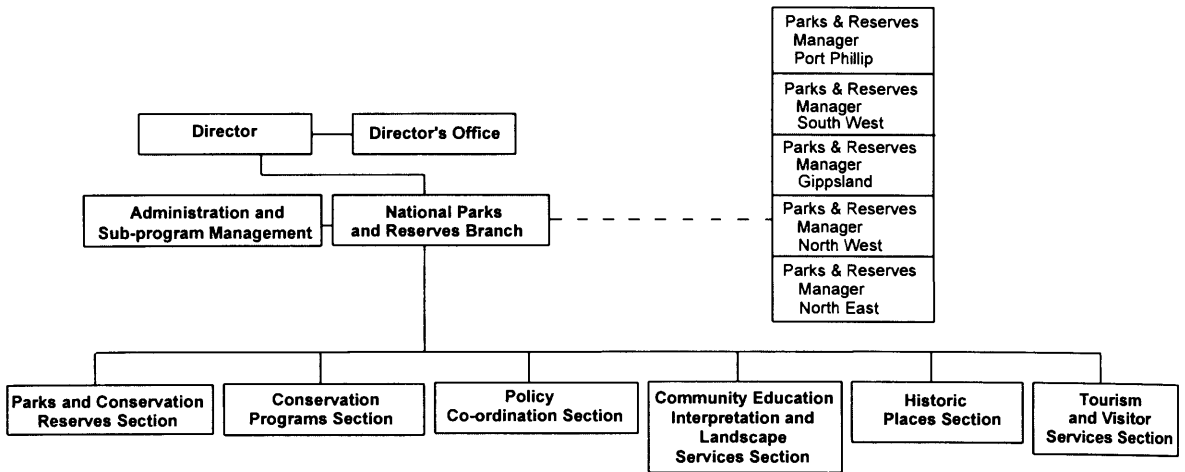 Parks & Reserves
Manager
Port Phillip
Parks & Reserves
Manager
South West
Parks & Reserves
Manager
Gippsland
Parks & Reserves
Manager
North West
Parks & Reserves
Manager
North East
Director
Director's Office
Administration and
Sub-program Management
National Parks
and Reserves Branch
Parks and Conservation
Reserves Section
Conservation
Programs Section
Policy
Co-ordination Section
Community Education
Interpretation and
Landscape
Services Section
Historic
Places Section
Tourism
and Visitor
Services Section